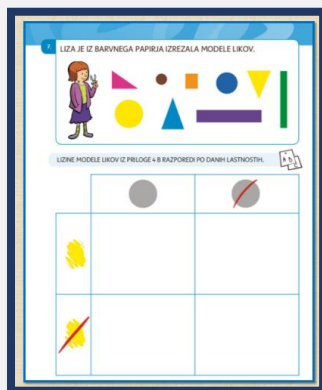 7.
LIZA JE IZ BARVNEGA PAPIRJA IZREZALA MODELE LIKOV.
LIZINE MODELE LIKOV IZ PRILOGE 4 B RAZPOREDI PO DANIH LASTNOSTIH.